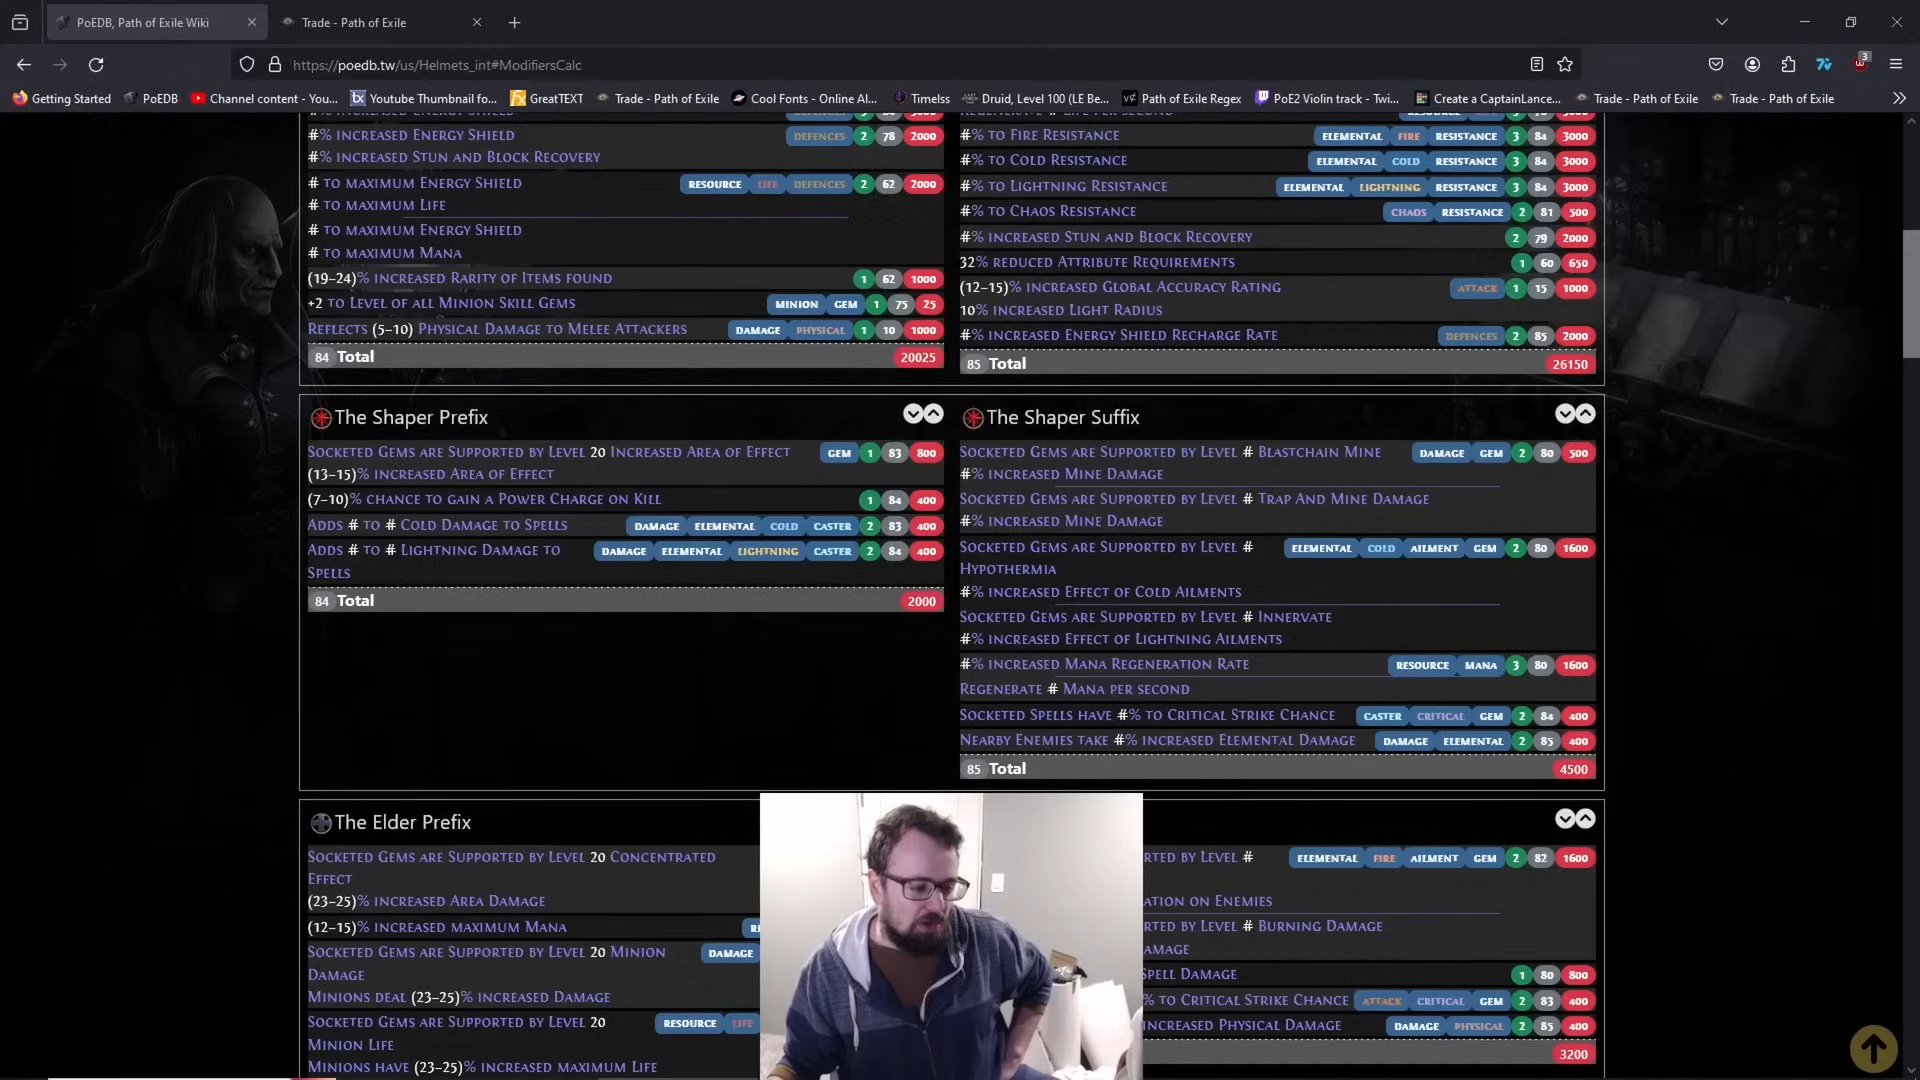 PoEDB, Path of Exile Wiki
Trade - Path of Exile
https://poedb.tw/us/Helmets_int#ModifiersCalc
3
Getting Started
PoEDB
Channel content - You...
Youtube Thumbnail fo...
GreatTEXT
Trade - Path of Exile
Cool Fonts - Online Al...
Timelss
Druid, Level 100 (LE Be...
Path of Exile Regex
PoE2 Violin track - Twi...
Create a CaptainLance...
Trade - Path of Exile
Trade - Path of Exile
#% increased Energy Shield DEFENCES 2 78 2000
#% increased Stun and Block Recovery
# to maximum Energy Shield RESOURCE LIFE DEFENCES 2 62 2000
# to maximum Life
# to maximum Energy Shield
# to maximum Mana
(19–24)% increased Rarity of Items found 1 62 1000
+2 to Level of all Minion Skill Gems MINION GEM 1 75 25
Reflects (5–10) Physical Damage to Melee Attackers DAMAGE PHYSICAL 1 10 1000
84 Total 20025
#% to Fire Resistance ELEMENTAL FIRE RESISTANCE 3 84 3000
#% to Cold Resistance ELEMENTAL COLD RESISTANCE 3 84 3000
#% to Lightning Resistance ELEMENTAL LIGHTNING RESISTANCE 3 84 3000
#% to Chaos Resistance CHAOS RESISTANCE 2 81 500
#% increased Stun and Block Recovery 2 79 2000
32% reduced Attribute Requirements 1 60 650
(12–15)% increased Global Accuracy Rating ATTACK 1 15 1000
10% increased Light Radius
#% increased Energy Shield Recharge Rate DEFENCES 2 85 2000
85 Total 26150
The Shaper Prefix
Socketed Gems are Supported by Level 20 Increased Area of Effect GEM 1 83 800
(13–15)% increased Area of Effect
(7–10)% chance to gain a Power Charge on Kill 1 84 400
Adds # to # Cold Damage to Spells DAMAGE ELEMENTAL COLD CASTER 2 83 400
Adds # to # Lightning Damage to DAMAGE ELEMENTAL LIGHTNING CASTER 2 84 400
Spells
84 Total 2000
The Shaper Suffix
Socketed Gems are Supported by Level # Blastchain Mine DAMAGE GEM 2 80 500
#% increased Mine Damage
Socketed Gems are Supported by Level # Trap And Mine Damage
#% increased Mine Damage
Socketed Gems are Supported by Level # ELEMENTAL COLD AILMENT GEM 2 80 1600
Hypothermia
#% increased Effect of Cold Ailments
Socketed Gems are Supported by Level # Innervate
#% increased Effect of Lightning Ailments
#% increased Mana Regeneration Rate RESOURCE MANA 3 80 1600
Regenerate # Mana per second
Socketed Spells have #% to Critical Strike Chance CASTER CRITICAL GEM 2 84 400
Nearby Enemies take #% increased Elemental Damage DAMAGE ELEMENTAL 2 85 400
85 Total 4500
The Elder Prefix
Socketed Gems are Supported by Level 20 Concentrated
Effect
(23–25)% increased Area Damage
(12–15)% increased maximum Mana
Socketed Gems are Supported by Level 20 Minion DAMAGE
Damage
Minions deal (23–25)% increased Damage
Socketed Gems are Supported by Level 20 RESOURCE LIFE
Minion Life
Minions have (23–25)% increased maximum Life
rted by Level # ELEMENTAL FIRE AILMENT GEM 2 82 1600
ation on Enemies
rted by Level # Burning Damage
amage
Spell Damage 1 80 800
% to Critical Strike Chance ATTACK CRITICAL GEM 2 83 400
increased Physical Damage DAMAGE PHYSICAL 2 85 400
3200